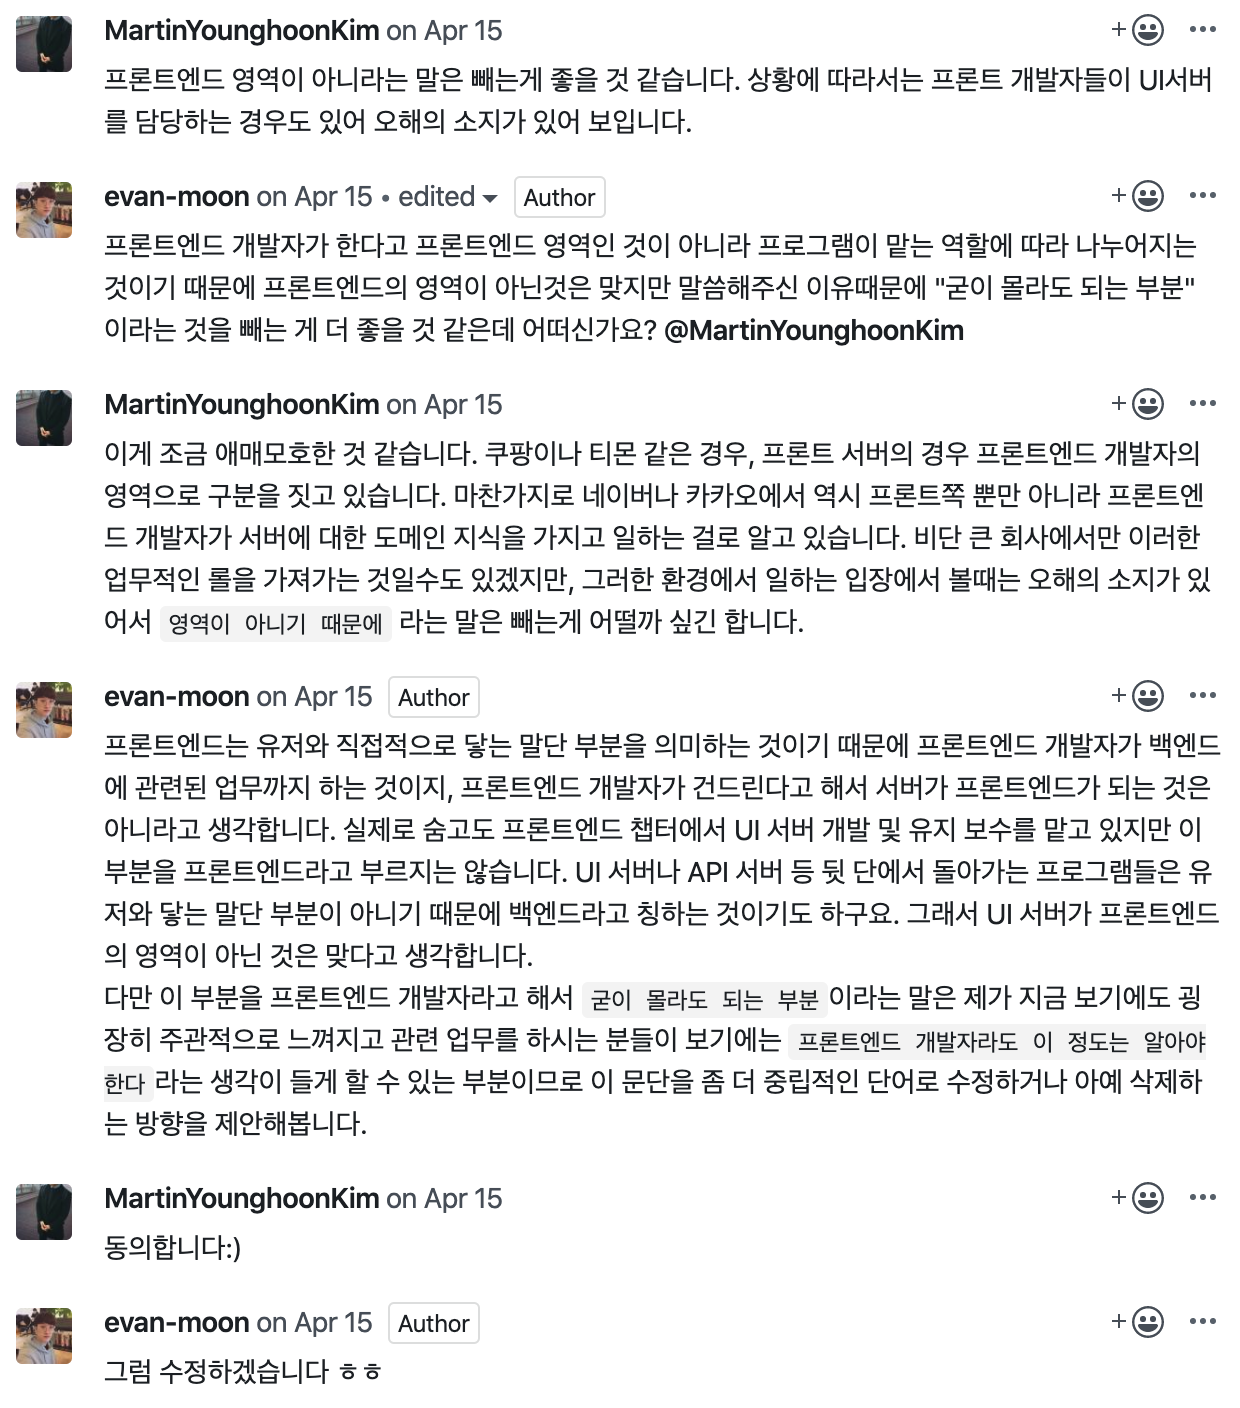 MartinYounghoonKim on Apr 15
프론트엔드 영역이 아니라는 말은 빼는게 좋을 것 같습니다. 상황에 따라서는 프론트 개발자들이 UI서버
를 담당하는 경우도 있어 오해의 소지가 있어 보입니다.
evan-moon on Apr 15 • edited Author
프론트엔드 개발자가 한다고 프론트엔드 영역인 것이 아니라 프로그램이 맡는 역할에 따라 나누어지는
것이기 때문에 프론트엔드의 영역이 아닌것은 맞지만 말씀해주신 이유때문에 "굳이 몰라도 되는 부분"
이라는 것을 빼는 게 더 좋을 것 같은데 어떠신가요? @MartinYounghoonKim
MartinYounghoonKim on Apr 15
이게 조금 애매모호한 것 같습니다. 쿠팡이나 티몬 같은 경우, 프론트 서버의 경우 프론트엔드 개발자의
영역으로 구분을 짓고 있습니다. 마찬가지로 네이버나 카카오에서 역시 프론트쪽 뿐만 아니라 프론트엔
드 개발자가 서버에 대한 도메인 지식을 가지고 일하는 걸로 알고 있습니다. 비단 큰 회사에서만 이러한
업무적인 롤을 가져가는 것일수도 있겠지만, 그러한 환경에서 일하는 입장에서 볼때는 오해의 소지가 있
어서 영역이 아니기 때문에 라는 말은 빼는게 어떨까 싶긴 합니다.
evan-moon on Apr 15 Author
프론트엔드는 유저와 직접적으로 닿는 말단 부분을 의미하는 것이기 때문에 프론트엔드 개발자가 백엔드
에 관련된 업무까지 하는 것이지, 프론트엔드 개발자가 건드린다고 해서 서버가 프론트엔드가 되는 것은
아니라고 생각합니다. 실제로 숨고도 프론트엔드 챕터에서 UI 서버 개발 및 유지 보수를 맡고 있지만 이
부분을 프론트엔드라고 부르지는 않습니다. UI 서버나 API 서버 등 뒷 단에서 돌아가는 프로그램들은 유
저와 닿는 말단 부분이 아니기 때문에 백엔드라고 칭하는 것이기도 하구요. 그래서 UI 서버가 프론트엔드
의 영역이 아닌 것은 맞다고 생각합니다.
다만 이 부분을 프론트엔드 개발자라고 해서 굳이 몰라도 되는 부분이라는 말은 제가 지금 보기에도 굉
장히 주관적으로 느껴지고 관련 업무를 하시는 분들이 보기에는 프론트엔드 개발자라도 이 정도는 알아야
한다 라는 생각이 들게 할 수 있는 부분이므로 이 문단을 좀 더 중립적인 단어로 수정하거나 아예 삭제하
는 방향을 제안해봅니다.
MartinYounghoonKim on Apr 15
동의합니다:)
evan-moon on Apr 15 Author
그럼 수정하겠습니다 ㅎㅎ